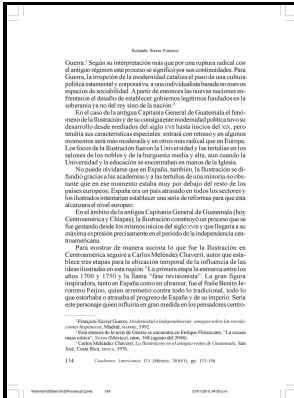 Rolando Sierra Fonseca
Guerra.¹ Según su interpretación más que por una ruptura radical con
el antiguo régimen este proceso se significó por sus continuidades. Para
Guerra, la irrupción de la modernidad cataliza el paso de una cultura
política estamental y corporativa, a una individualista basada en nuevos
espacios de sociabilidad. A partir de entonces las nuevas naciones en-
frentaron el desafío de establecer gobiernos legítimos fundados en la
soberanía ya no del rey sino de la nación.²
En el caso de la antigua Capitanía General de Guatemala el fenó-
meno de la Ilustración y de su consiguiente modernidad política tuvo su
desarrollo desde mediados del siglo XVIII hasta inicios del XIX, pero
tendría sus características especiales: entrará con retraso y en algunos
momentos será más moderada y en otros más radical que en Europa.
Los focos de la Ilustración fueron la Universidad y las tertulias en los
salones de los nobles y de la burguesía media y alta, aun cuando la
Universidad y la educación se encontraban en manos de la Iglesia.
No puede olvidarse que en España, también, la Ilustración se di-
fundió gracias a las academias y a las tertulias de una minoría no obs-
tante que en ese momento estaba muy por debajo del resto de los
países europeos; España era un país atrasado en todos los sectores y
los ilustrados intentarían establecer una serie de reformas para que ésta
alcanzara el nivel europeo.
En el ámbito de la antigua Capitanía General de Guatemala (hoy
Centroamérica y Chiapas), la Ilustración constituyó un proceso que se
fue gestando desde los mismos inicios del siglo XVIII y que llegaría a su
máxima expresión precisamente en el periodo de la independencia cen-
troamericana.
Para mostrar de manera sucinta lo que fue la Ilustración en
Centroamérica seguiré a Carlos Meléndez Chaverri, autor que esta-
blece tres etapas para la ubicación temporal de la influencia de las
ideas ilustradas en esta región.³ La primera etapa la enmarca entre los
años 1700 y 1750 y la llama "fase revisionista". La gran figura
inspiradora, tanto en España como en ultramar, fue el fraile Benito Je-
rónimo Feijoo, quien arremetió contra todo lo tradicional, todo lo
que estorbaba o atrasaba el progreso de España y de su imperio. Sería
este personaje quien influiría en gran medida en los pensadores centro-
¹ François-Xavier Guerra, Modernidad e independencias: ensayos sobre las revolu-
ciones hispánicas, Madrid, MAPFRE, 1992.
² Esta síntesis de la tesis de Guerra se encuentra en Enrique Florescano, "La excusa
mass crítica", Nexos (México), núm. 368 (agosto del 2008).
³ Carlos Meléndez Chaverri, La Ilustración en el antiguo reino de Guatemala, San
José, Costa Rica, EDUCA, 1970.
134
Cuadernos Americanos 131 (México, 2010/1), pp. 133-156.